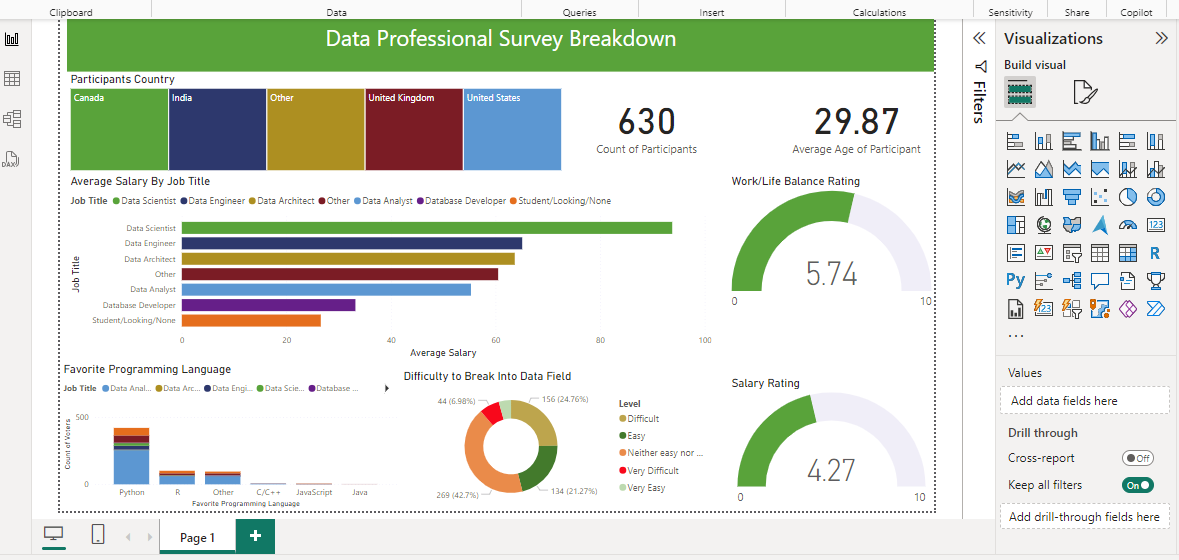 Clipboard
Data
Queries
Insert
Calculations
Sensitivity
Share
Copilot
Data Professional Survey Breakdown
Participants Country
Canada
India
Other
United Kingdom
United States
630
Count of Participants
29.87
Average Age of Participant
Average Salary By Job Title
Job Title Data Scientist Data Engineer Data Architect Other Data Analyst Database Developer Student/Looking/None
Job Title
Data Scientist
Data Engineer
Data Architect
Other
Data Analyst
Database Developer
Student/Looking/None
0 20 40 60 80 100
Average Salary
Work/Life Balance Rating
5.74
0 10
Favorite Programming Language
Job Title Data Anal... Data Arc... Data Engi... Data Scie... Database ...
Count of Voters
500
0
Python R Other C/C++ JavaScript Java
Favorite Programming Language
Difficulty to Break Into Data Field
44 (6.98%)
156 (24.76%)
269 (42.7%)
134 (21.27%)
Level
Difficult
Easy
Neither easy nor ...
Very Difficult
Very Easy
Salary Rating
4.27
0 10
Filters
Visualizations
Build visual
123
R
Py
123
...
Values
Add data fields here
Drill through
Cross-report
Off
Keep all filters
On
Add drill-through fields here
DAX
Page 1
+